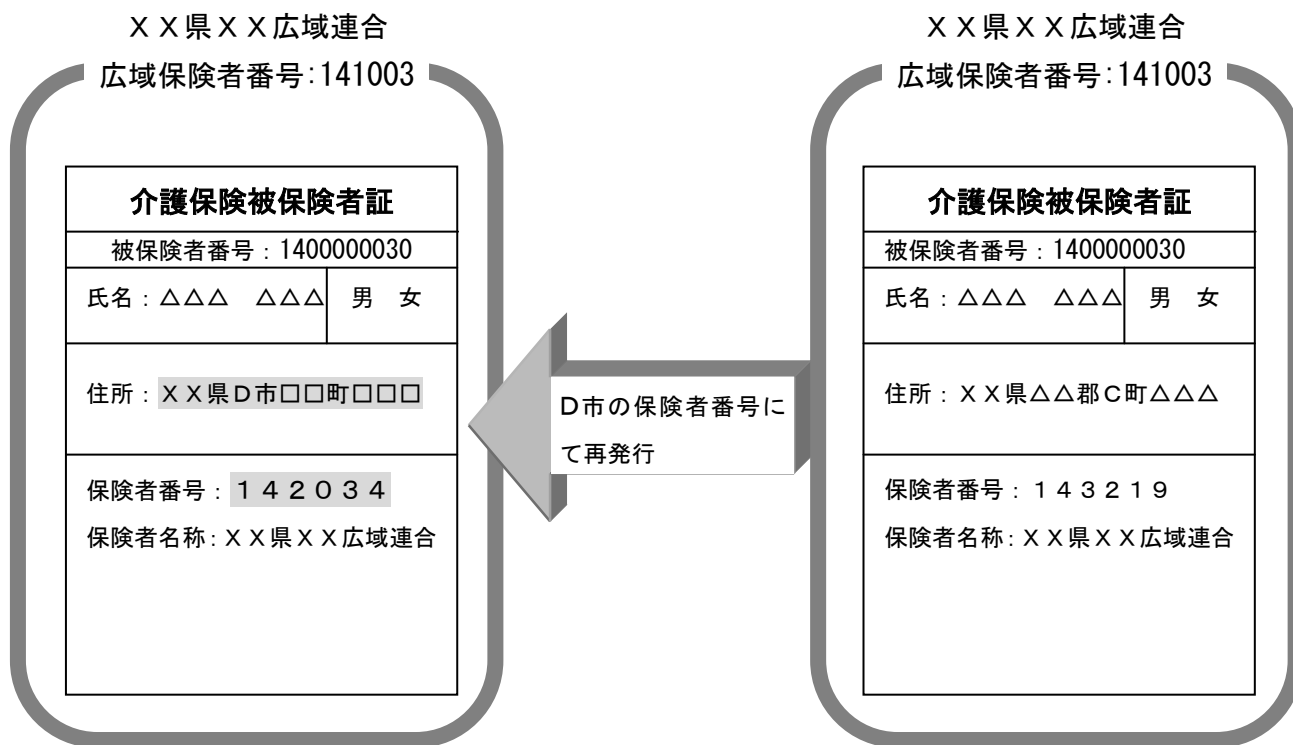 ＸＸ県ＸＸ広域連合
広域保険者番号:141003
介護保険被保険者証
被保険者番号：1400000030
氏名：△△△　△△△
男　女
住所：ＸＸ県Ｄ市□□町□□□
保険者番号：１４２０３４
保険者名称：ＸＸ県ＸＸ広域連合
Ｄ市の保険者番号に
て再発行
ＸＸ県ＸＸ広域連合
広域保険者番号:141003
介護保険被保険者証
被保険者番号：1400000030
氏名：△△△　△△△
男　女
住所：ＸＸ県△△郡Ｃ町△△△
保険者番号：１４３２１９
保険者名称：ＸＸ県ＸＸ広域連合